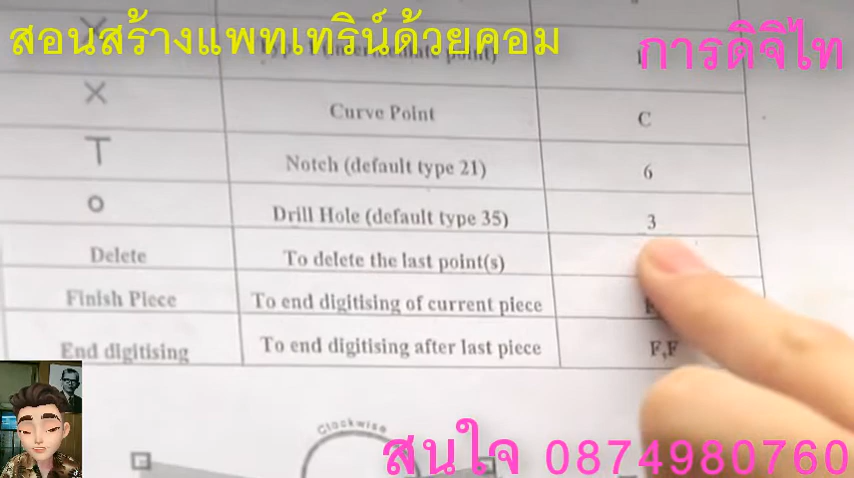 สอนสร้างแพทเทริน์ด้วยคอม
การดิจิไท
Curve Point C
T Notch (default type 21) 6
Drill Hole (default type 35) 3
Delete To delete the last point(s)
Finish Piece To end digitising of current piece
End digitising To end digitising after last piece F,F
Clockwise
สนใจ 0874980760